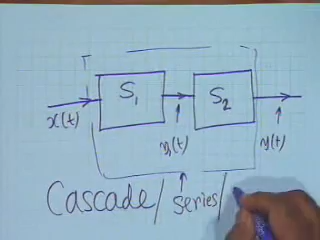 S₁ S₂
x(t) y₁(t) y(t)
Cascade / series /